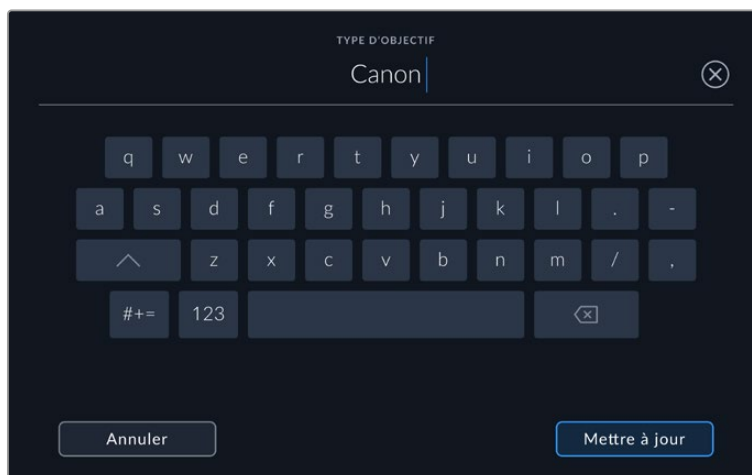 TYPE D'OBJECTIF
Canon
q w e r t y u i o p
a s d f g h j k l . -
z x c v b n m / ,
#+= 123
Annuler Mettre à jour